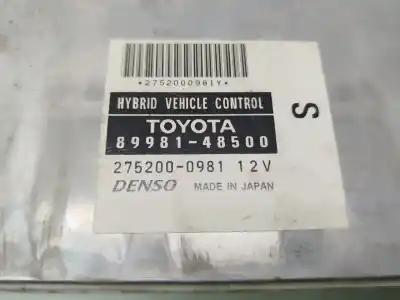 *2752000981Y*
HYBRID VEHICLE CONTROL
S
TOYOTA
89981-48500
275200-0981 12V
DENSO MADE IN JAPAN